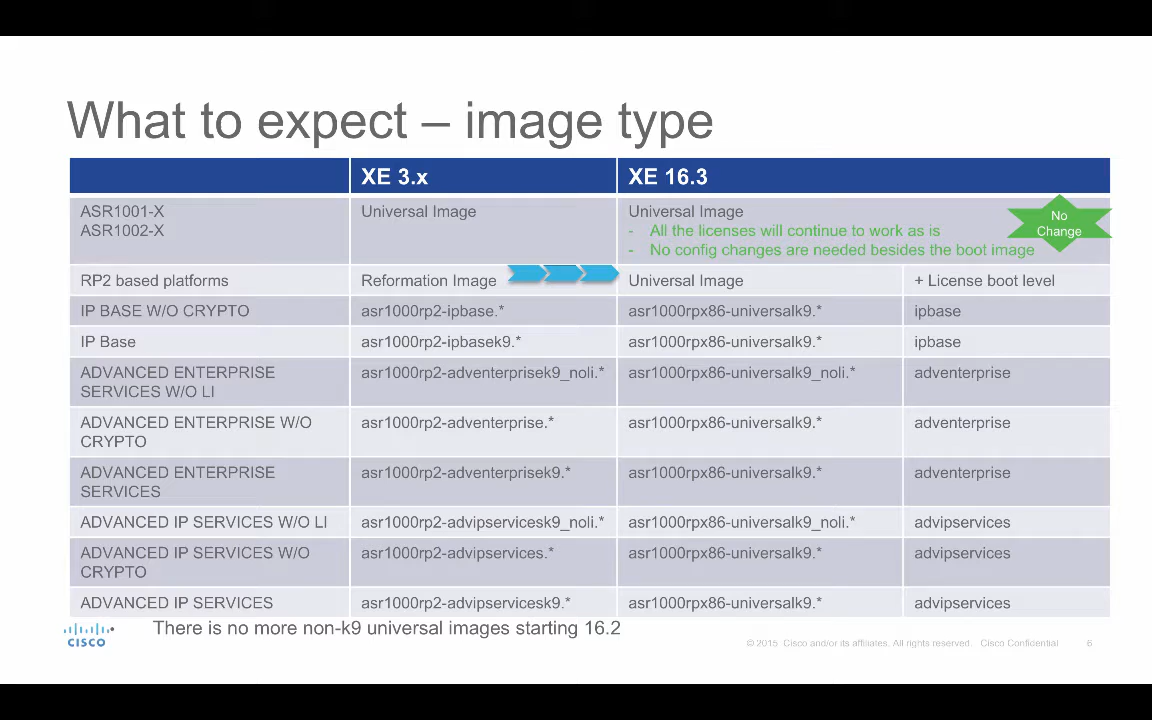 What to expect – image type
XE 3.x
XE 16.3
ASR1001-X
ASR1002-X
Universal Image
Universal Image
- All the licenses will continue to work as is
- No config changes are needed besides the boot image
No
Change
RP2 based platforms
Reformation Image
Universal Image
+ License boot level
IP BASE W/O CRYPTO
asr1000rp2-ipbase.*
asr1000rpx86-universalk9.*
ipbase
IP Base
asr1000rp2-ipbasek9.*
asr1000rpx86-universalk9.*
ipbase
ADVANCED ENTERPRISE
SERVICES W/O LI
asr1000rp2-adventerprisek9_noli.*
asr1000rpx86-universalk9_noli.*
adventerprise
ADVANCED ENTERPRISE W/O
CRYPTO
asr1000rp2-adventerprise.*
asr1000rpx86-universalk9.*
adventerprise
ADVANCED ENTERPRISE
SERVICES
asr1000rp2-adventerprisek9.*
asr1000rpx86-universalk9.*
adventerprise
ADVANCED IP SERVICES W/O LI
asr1000rp2-advipservicesk9_noli.*
asr1000rpx86-universalk9_noli.*
advipservices
ADVANCED IP SERVICES W/O
CRYPTO
asr1000rp2-advipservices.*
asr1000rpx86-universalk9.*
advipservices
ADVANCED IP SERVICES
asr1000rp2-advipservicesk9.*
asr1000rpx86-universalk9.*
advipservices
• There is no more non-k9 universal images starting 16.2
CISCO
© 2015 Cisco and/or its affiliates. All rights reserved. Cisco Confidential 6